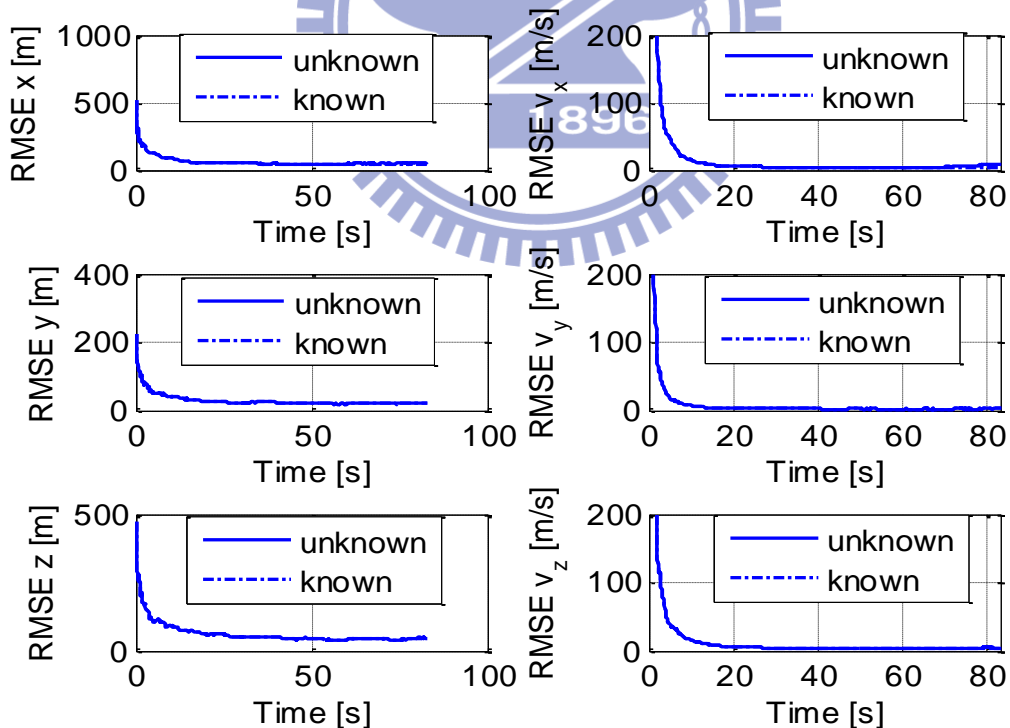 RMSE x [m]
1000
500
0
unknown
known
0 50 100
Time [s]
RMSE v_x [m/s]
200
100
0
unknown
known
0 20 40 60 80
Time [s]
1896
RMSE y [m]
400
200
0
unknown
known
0 50 100
Time [s]
RMSE v_y [m/s]
200
100
0
unknown
known
0 20 40 60 80
Time [s]
RMSE z [m]
500
0
unknown
known
0 50 100
Time [s]
RMSE v_z [m/s]
200
100
0
unknown
known
0 20 40 60 80
Time [s]